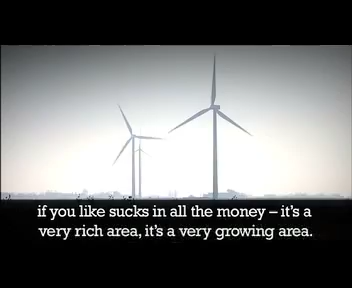 if you like sucks in all the money – it's a
very rich area, it's a very growing area.